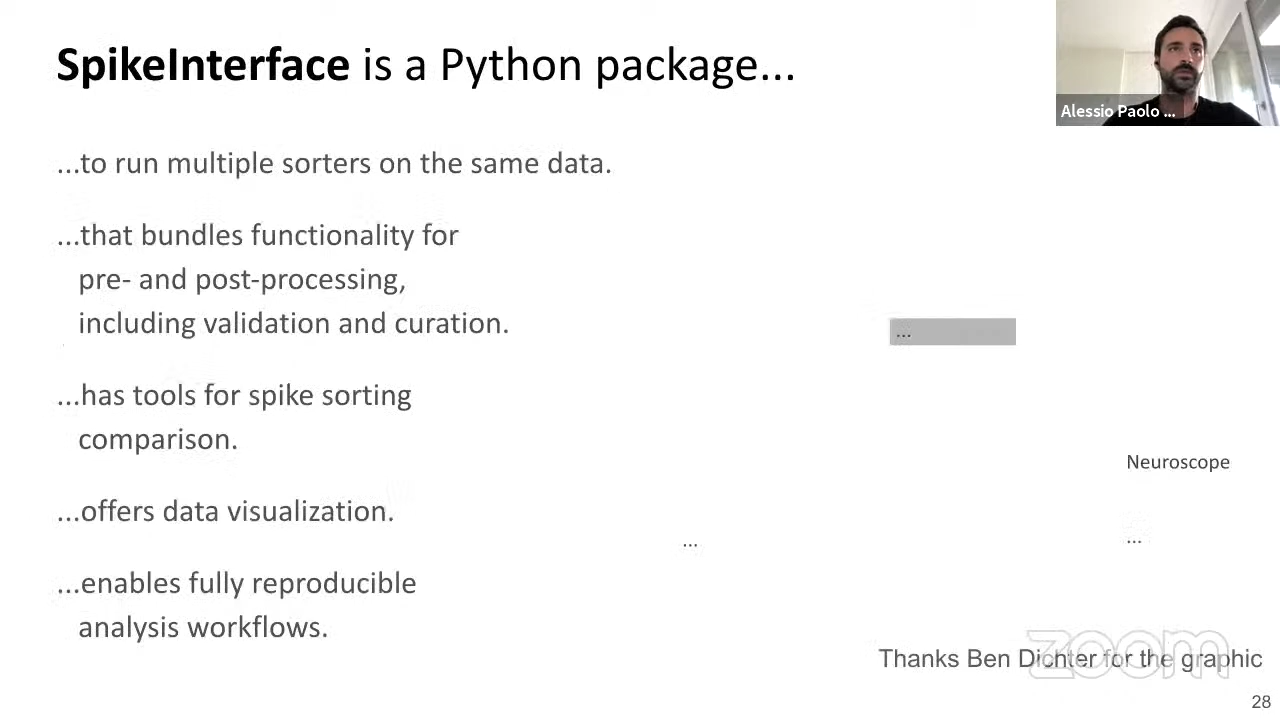 SpikeInterface is a Python package...
Alessio Paolo ...
...to run multiple sorters on the same data.
...that bundles functionality for
pre- and post-processing,
including validation and curation.
...
...has tools for spike sorting
comparison.
Neuroscope
...offers data visualization.
...
...
...enables fully reproducible
analysis workflows.
zoom
Thanks Ben Dichter for the graphic
28